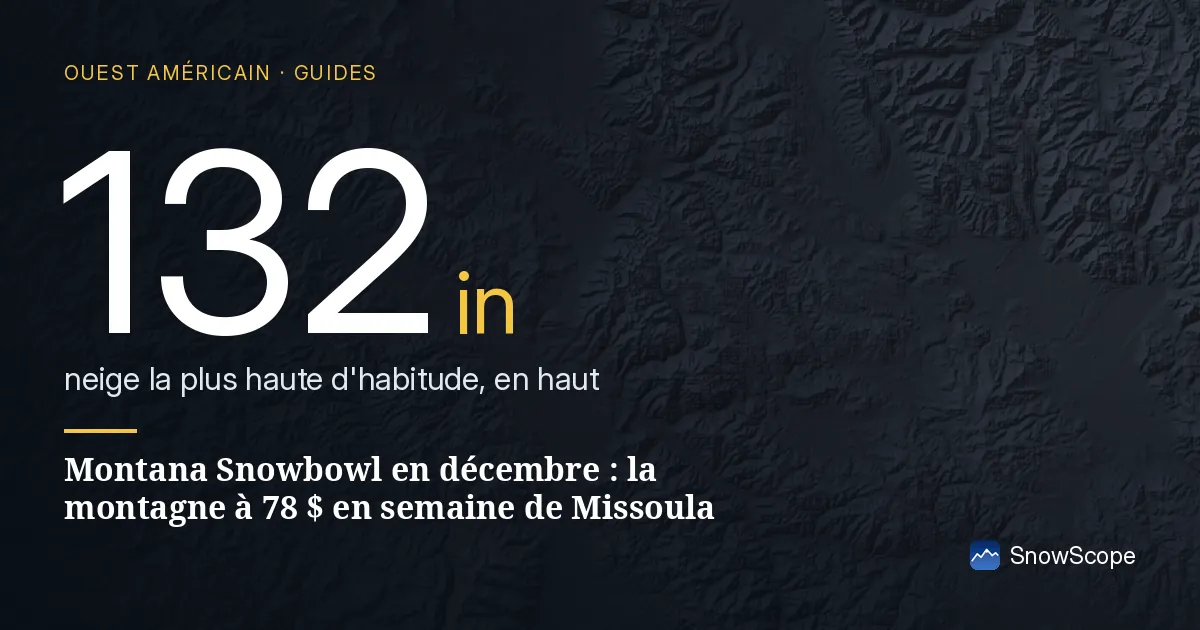 OUEST AMÉRICAIN · GUIDES
132 in
neige la plus haute d'habitude, en haut
Montana Snowbowl en décembre : la
montagne à 78 $ en semaine de Missoula
SnowScope